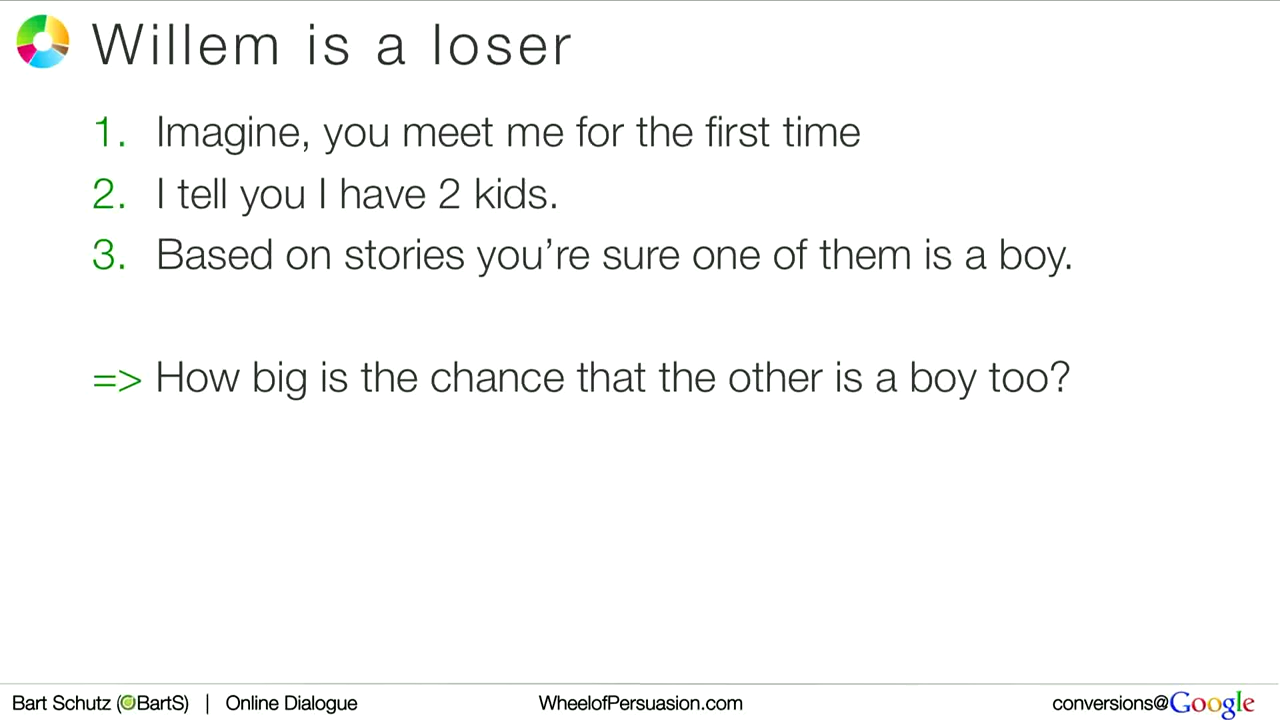 Willem is a loser
1. Imagine, you meet me for the first time
2. I tell you I have 2 kids.
3. Based on stories you’re sure one of them is a boy.
=> How big is the chance that the other is a boy too?
Bart Schutz (@BartS) | Online Dialogue WheelofPersuasion.com conversions@Google